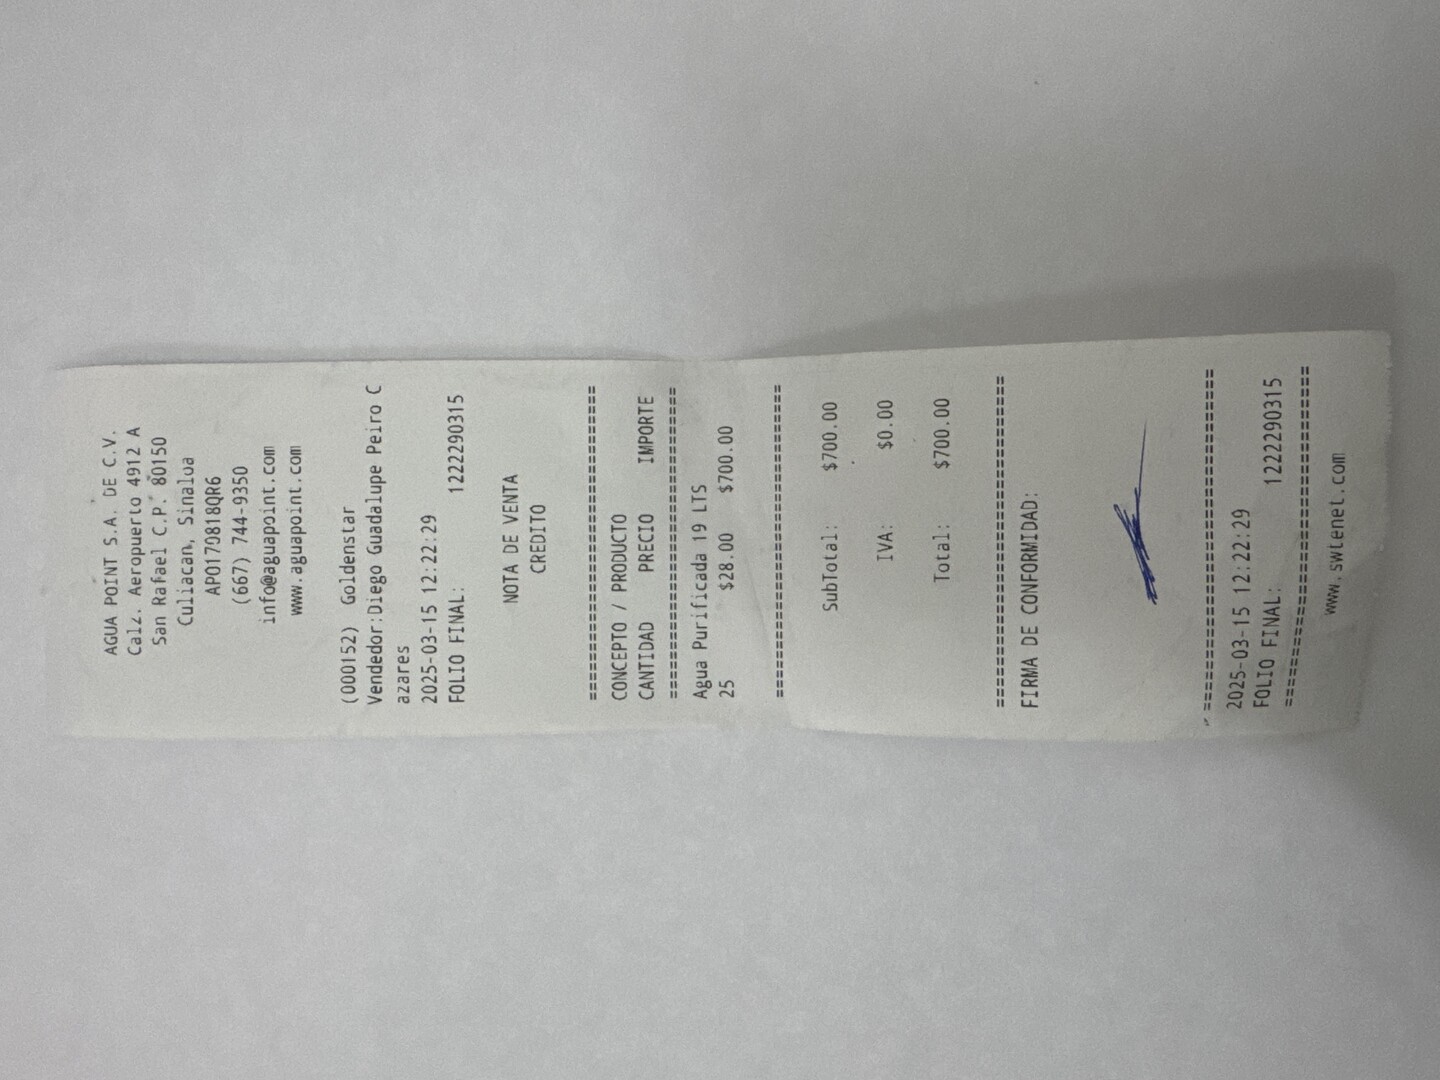 AGUA POINT S.A. DE C.V.
Calz. Aeropuerto 4912 A
San Rafael C.P. 80150
Culiacan, Sinaloa
APO170818QR6
(667) 744-9350
info@aguapoint.com
www.aguapoint.com
(000152) Goldenstar
Vendedor:Diego Guadalupe Peiro C
azares
2025-03-15 12:22:29
FOLIO FINAL: 1222290315
NOTA DE VENTA
CREDITO
================================
CONCEPTO / PRODUCTO
CANTIDAD PRECIO IMPORTE
================================
Agua Purificada 19 LTS
25 $28.00 $700.00
================================
SubTotal: $700.00
IVA: $0.00
Total: $700.00
================================
FIRMA DE CONFORMIDAD:
================================
2025-03-15 12:22:29
FOLIO FINAL: 1222290315
================================
www.swtenet.com